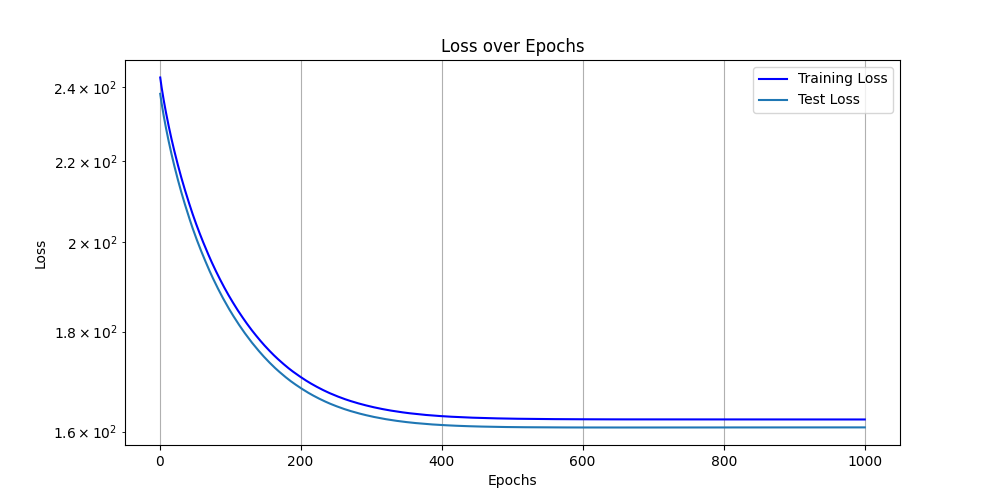 Loss over Epochs
Training Loss
Test Loss
2.4 × 10²
2.2 × 10²
2 × 10²
1.8 × 10²
1.6 × 10²
Loss
0 200 400 600 800 1000
Epochs